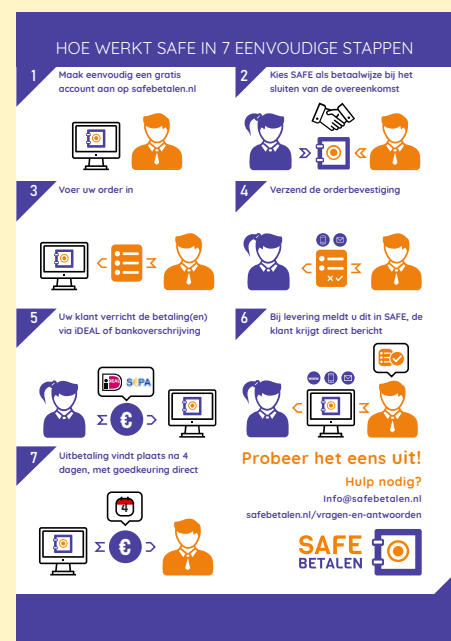 HOE WERKT SAFE IN 7 EENVOUDIGE STAPPEN
1
Maak eenvoudig een gratis
account aan op safebetalen.nl
2
Kies SAFE als betaalwijze bij het
sluiten van de overeenkomst
3
Voer uw order in
4
Verzend de orderbevestiging
5
Uw klant verricht de betaling(en)
via iDEAL of bankoverschrijving
iD
DEAL
S€PA
€
6
Bij levering meldt u dit in SAFE, de
klant krijgt direct bericht
www
7
Uitbetaling vindt plaats na 4
dagen, met goedkeuring direct
4
€
Probeer het eens uit!
Hulp nodig?
Info@safebetalen.nl
safebetalen.nl/vragen-en-antwoorden
SAFE
BETALEN